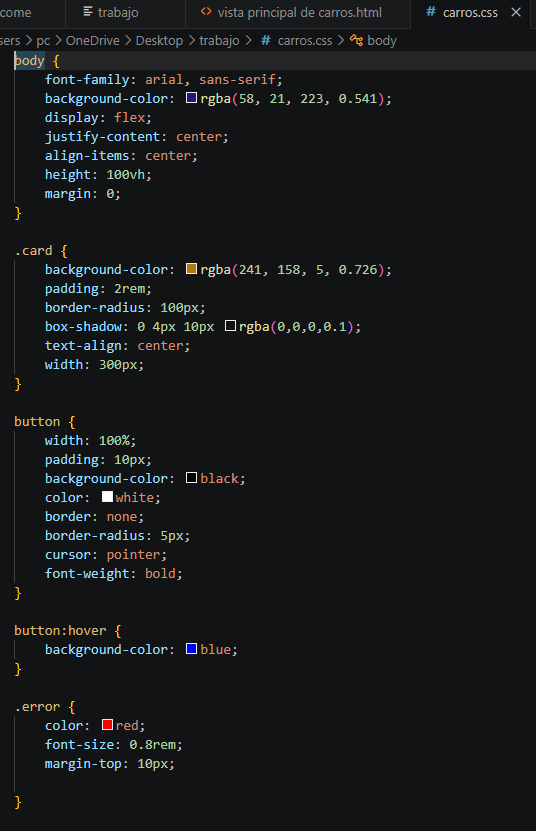 ome trabajo vista principal de carros.html carros.css
sers > pc > OneDrive > Desktop > trabajo > # carros.css > body
body {
font-family: arial, sans-serif;
background-color: rgba(58, 21, 223, 0.541);
display: flex;
justify-content: center;
align-items: center;
height: 100vh;
margin: 0;
}
.card {
background-color: rgba(241, 158, 5, 0.726);
padding: 2rem;
border-radius: 100px;
box-shadow: 0 4px 10px rgba(0,0,0,0.1);
text-align: center;
width: 300px;
}
button {
width: 100%;
padding: 10px;
background-color: black;
color: white;
border: none;
border-radius: 5px;
cursor: pointer;
font-weight: bold;
}
button:hover {
background-color: blue;
}
.error {
color: red;
font-size: 0.8rem;
margin-top: 10px;
}